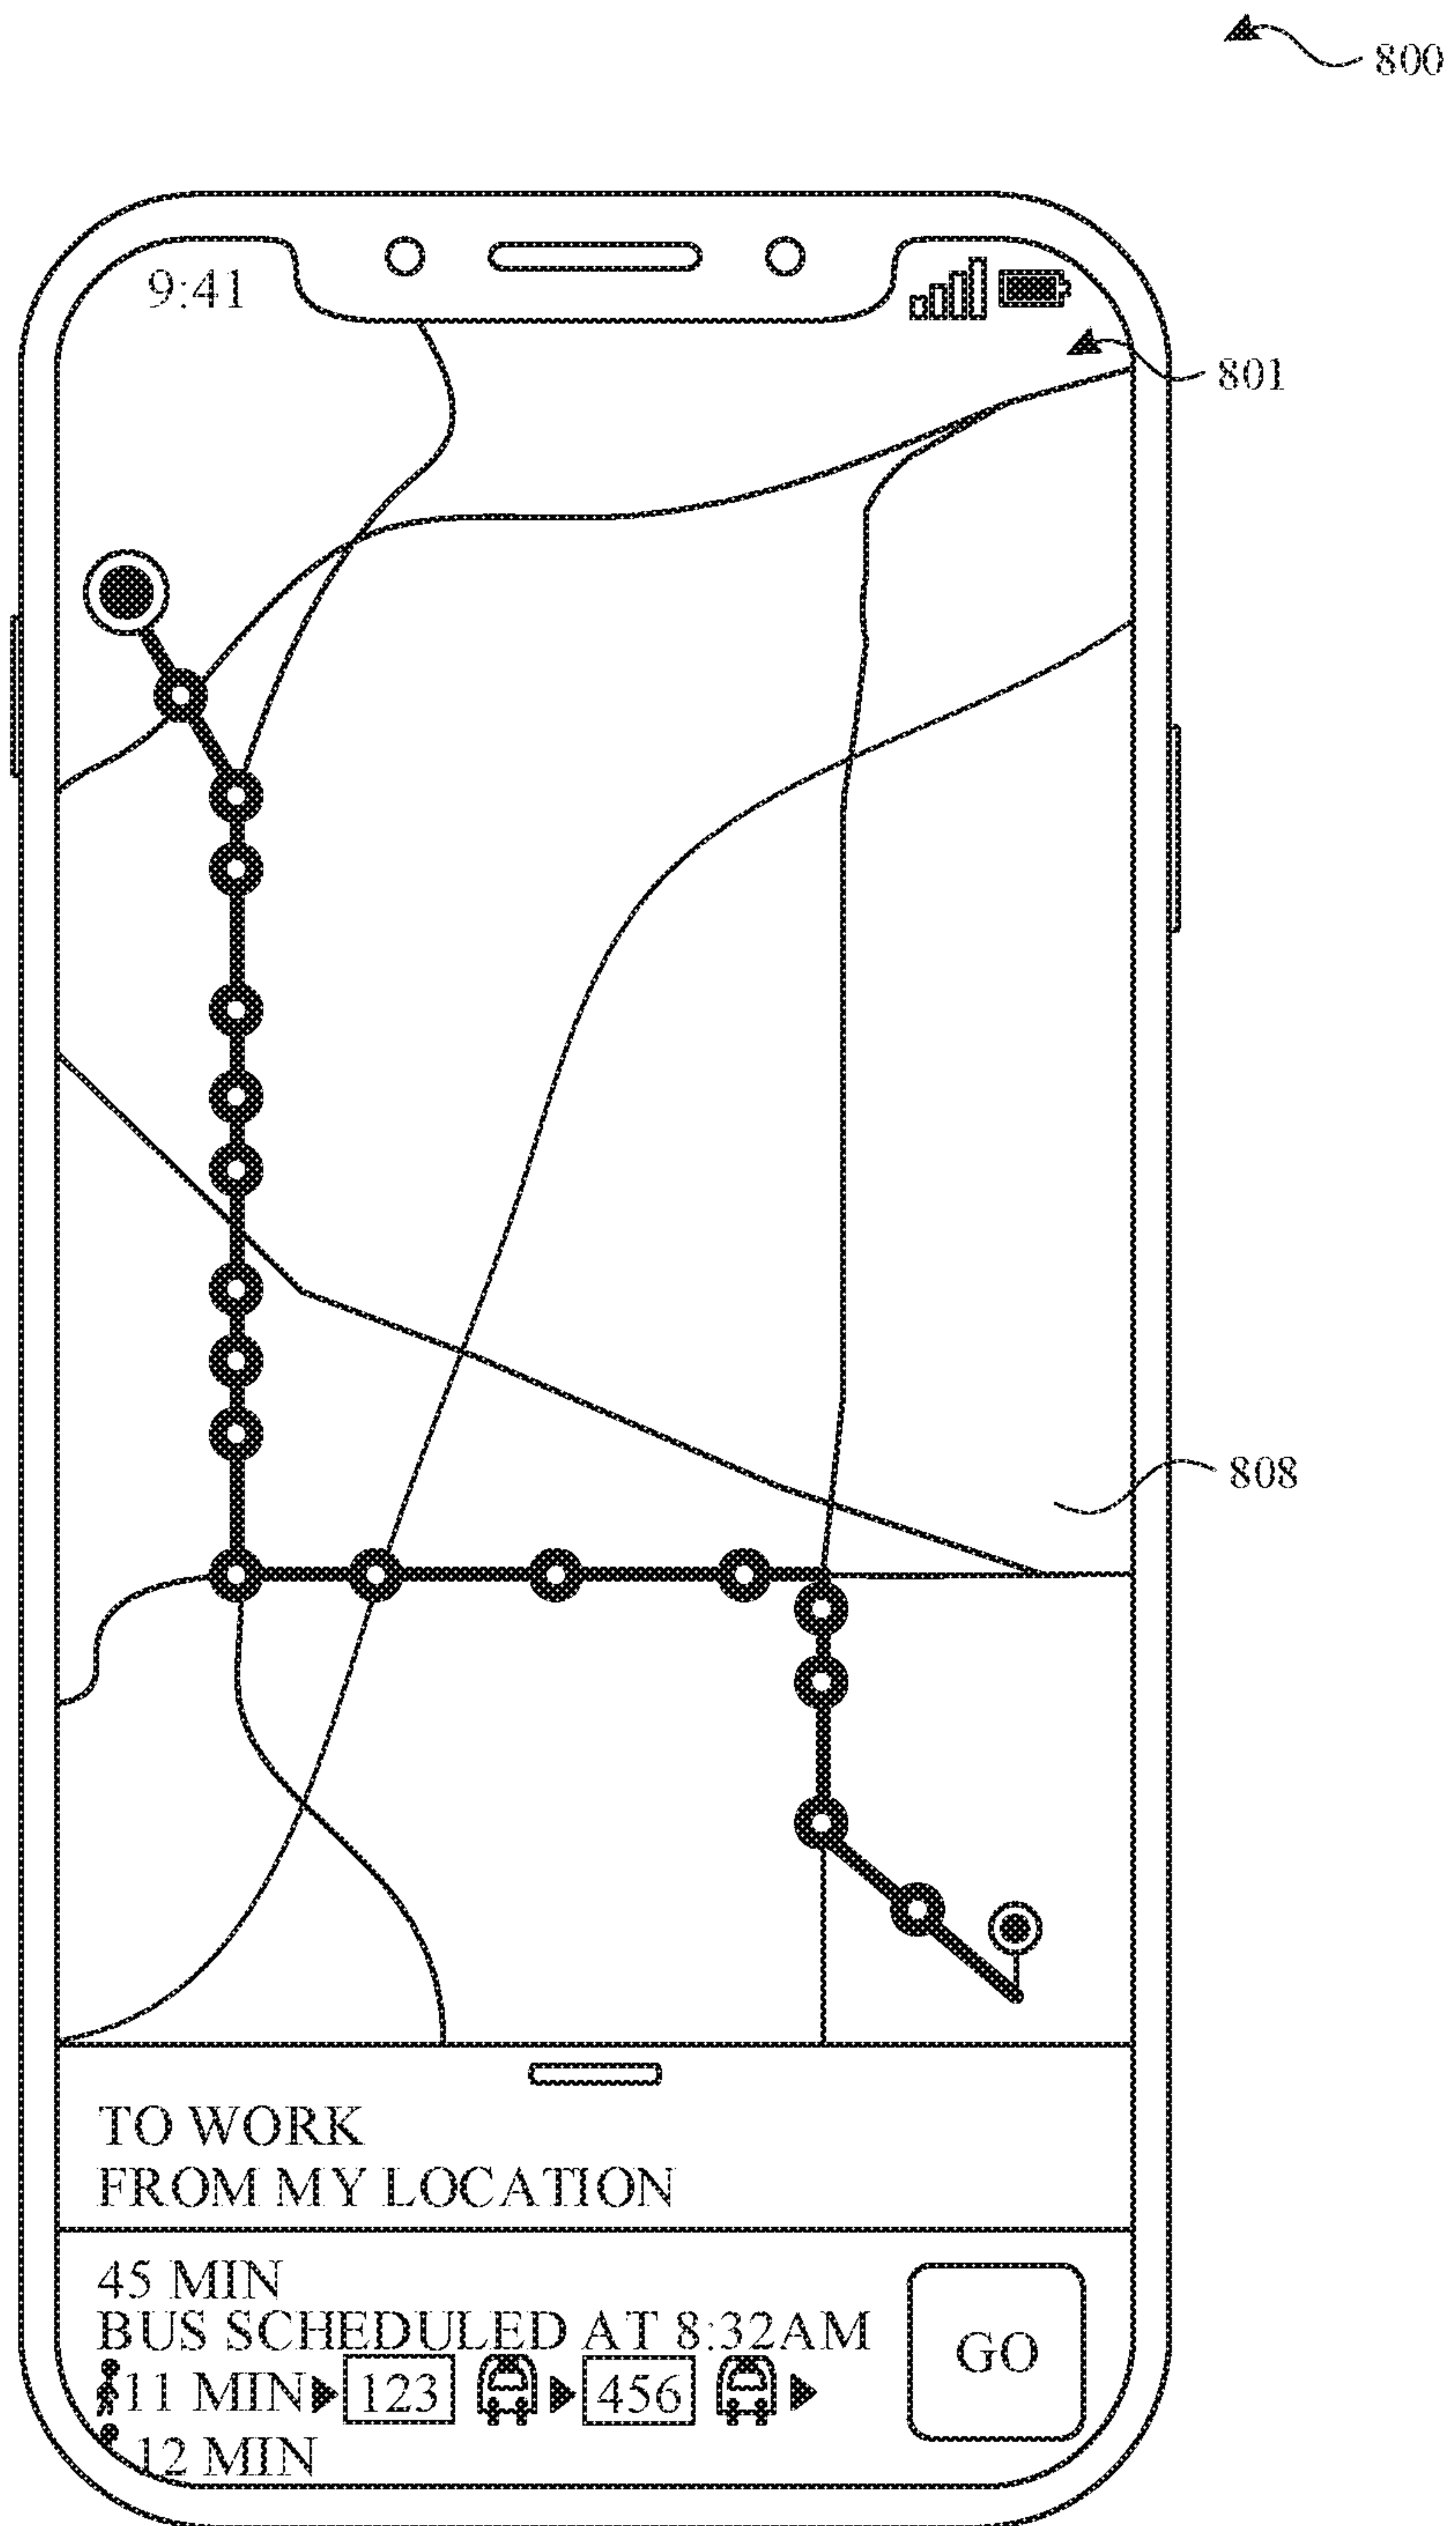 800
9:41
801
808
TO WORK
FROM MY LOCATION
45 MIN
BUS SCHEDULED AT 8:32AM
11 MIN 123 456
12 MIN
GO